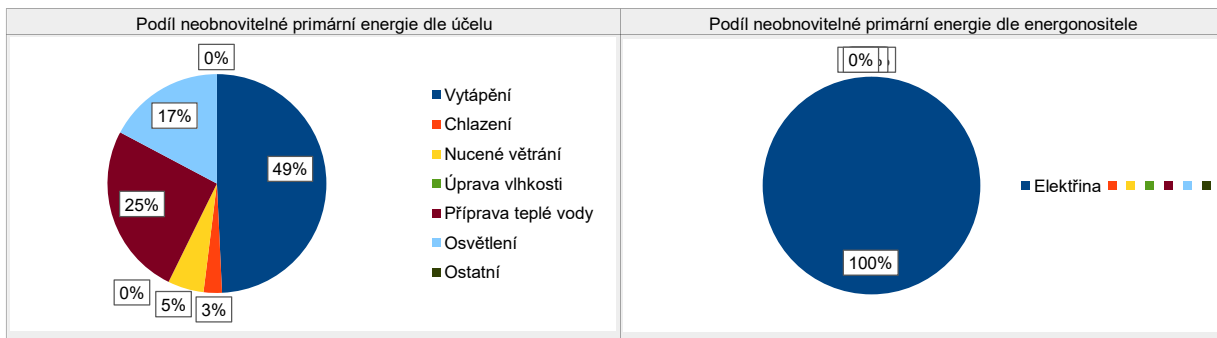 Podíl neobnovitelné primární energie dle účelu
0%
17%
49%
25%
0%
5%
3%
Vytápění
Chlazení
Nucené větrání
Úprava vlhkosti
Příprava teplé vody
Osvětlení
Ostatní
Podíl neobnovitelné primární energie dle energonositele
0%
100%
Elektřina